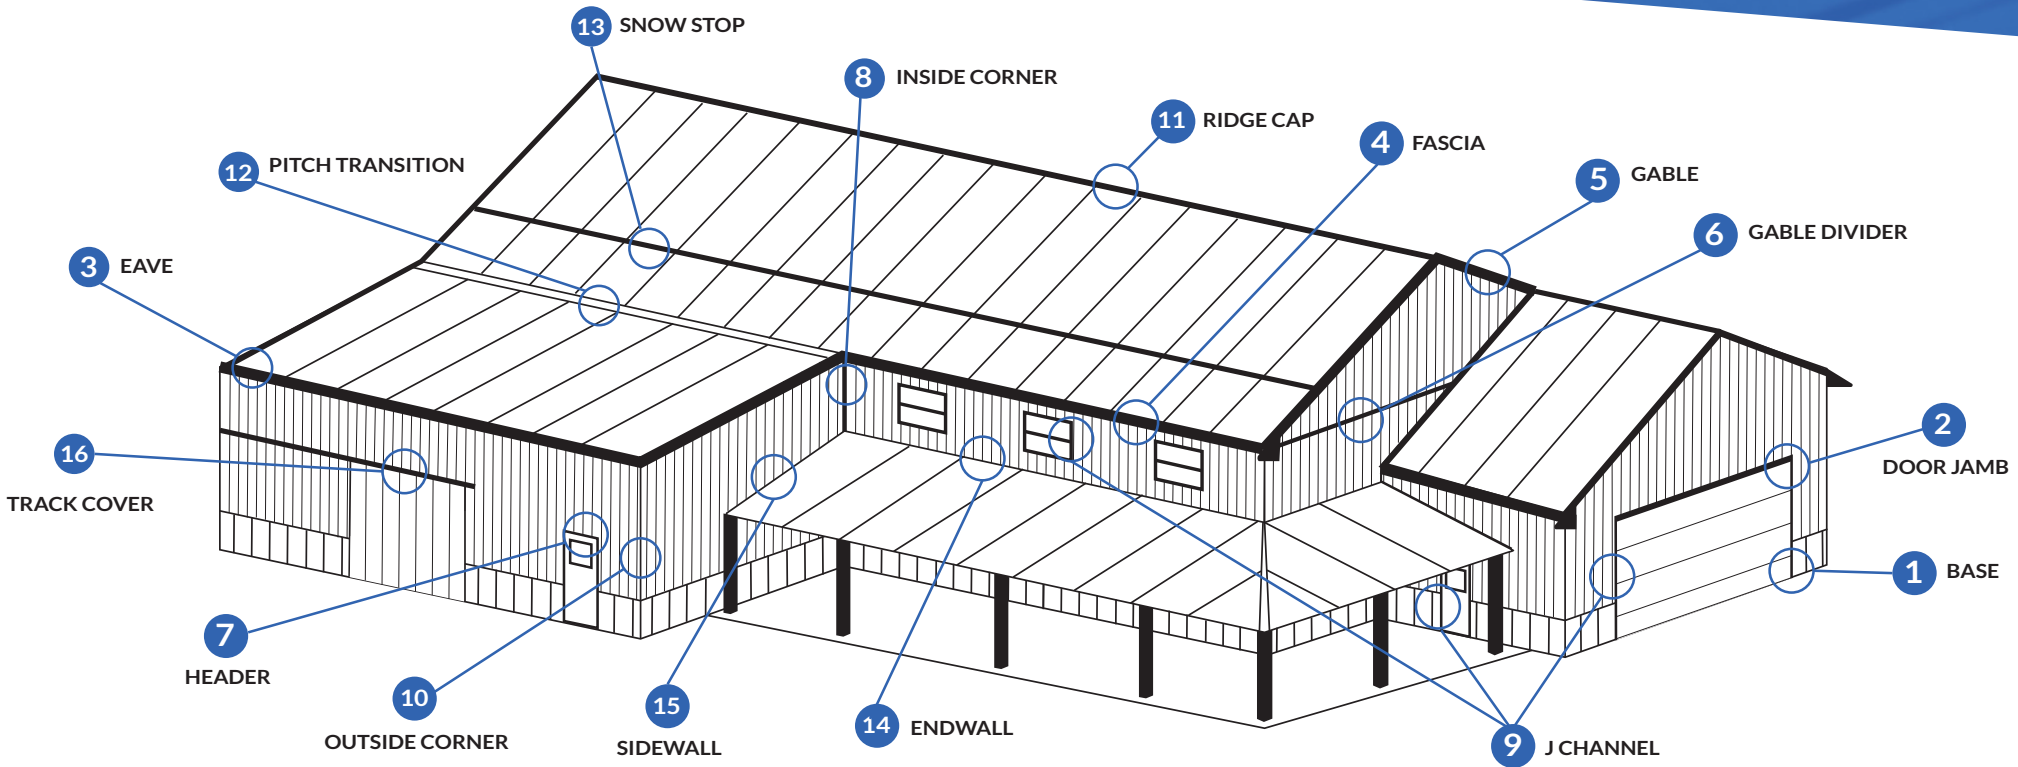 13 SNOW STOP
8 INSIDE CORNER
11 RIDGE CAP
4 FASCIA
12 PITCH TRANSITION
5 GABLE
6 GABLE DIVIDER
3 EAVE
2
DOOR JAMB
16
TRACK COVER
1 BASE
7
HEADER
10
OUTSIDE CORNER
15
SIDEWALL
14 ENDWALL
9 J CHANNEL